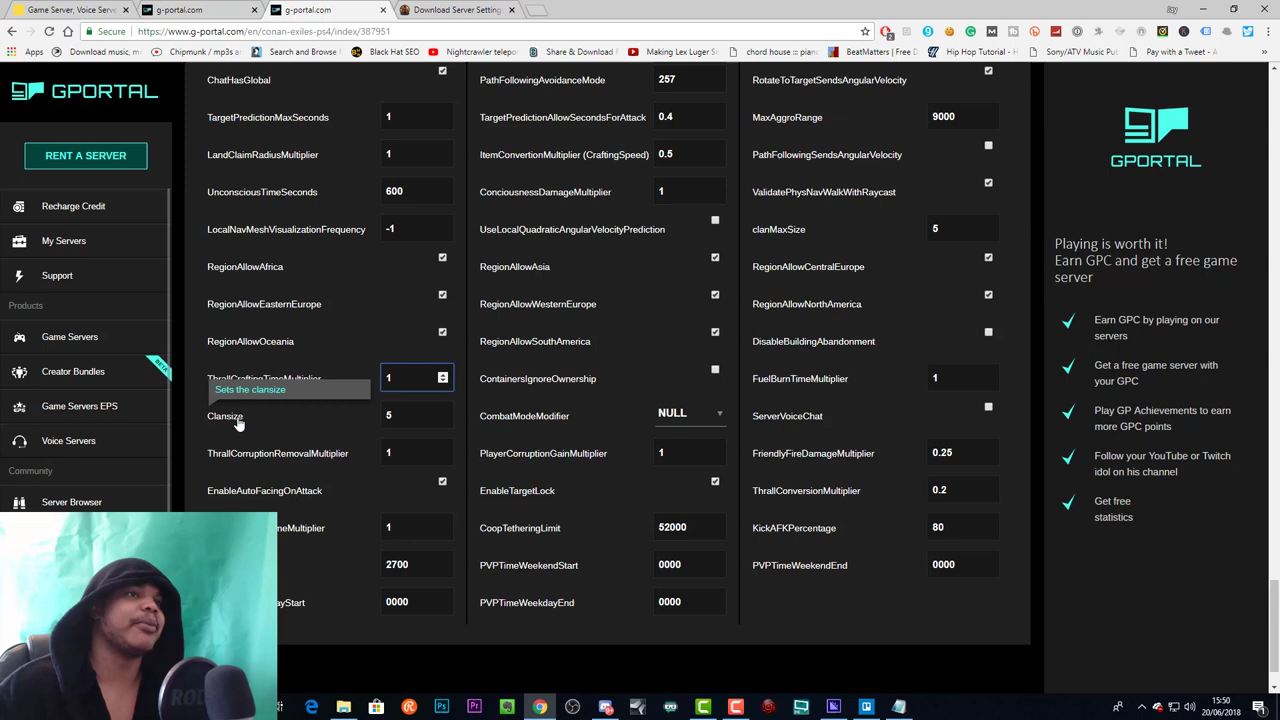 Game Server, Voice Serv
g-portal.com
g-portal.com
Download Server Setting
Secure
https://www.g-portal.com/en/conan-exiles-ps4/index/387951
Apps
Download music, m
Chipmunk / mp3 (a
Search and Browse
Black Hat SEO
Nightcrawler telepor
Share & Download F
Making Lex Luger's c
chord house ::: piano
BeatMatters | Free D
Hip Hop Tutorial - H
Sony/ATV Music Pub
Pay with a Tweet
GPORTAL
RENT A SERVER
Recharge Credit
My Servers
Support
Products
Game Servers
Creator Bundles
BETA
Game Servers EPS
Voice Servers
Community
Server Browser
ChatHasGlobal
PathFollowingAvoidanceMode 257
RotateToTargetSendsAngularVelocity
TargetPredictionMaxSeconds 1
TargetPredictionAllowSecondsForAttack 0.4
MaxAggroRange 9000
LandClaimRadiusMultiplier 1
ItemConvertionMultiplier (CraftingSpeed) 0.5
PathFollowingSendsAngularVelocity
UnconsciousTimeSeconds 600
ConciousnessDamageMultiplier 1
ValidatePhysNavWalkWithRaycast
LocalNavMeshVisualizationFrequency -1
UseLocalQuadraticAngularVelocityPrediction
clanMaxSize 5
RegionAllowAfrica
RegionAllowAsia
RegionAllowCentralEurope
RegionAllowEasternEurope
RegionAllowWesternEurope
RegionAllowNorthAmerica
RegionAllowOceania
RegionAllowSouthAmerica
DisableBuildingAbandonment
ThrallCraftingTimeMultiplier 1
ContainersIgnoreOwnership
FuelBurnTimeMultiplier 1
Sets the clansize
Clansize 5
CombatModeModifier NULL
ServerVoiceChat
ThrallCorruptionRemovalMultiplier 1
PlayerCorruptionGainMultiplier 1
FriendlyFireDamageMultiplier 0.25
EnableAutoFacingOnAttack
EnableTargetLock
ThrallConversionMultiplier 0.2
meMultiplier 1
CoopTetheringLimit 52000
KickAFKPercentage 80
2700
PVPTimeWeekendStart 0000
PVPTimeWeekendEnd 0000
ayStart 0000
PVPTimeWeekdayEnd 0000
GPORTAL
Playing is worth it!
Earn GPC and get a free game
server
Earn GPC by playing on our
servers
Get a free game server with
your GPC
Play GP Achievements to earn
more GPC points
Follow your YouTube or Twitch
idol on his channel
Get free
statistics
15:50
20/06/2018